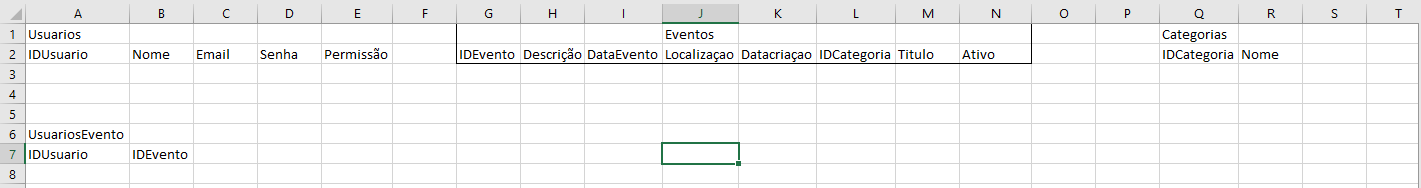 A B C D E F G H I J K L M N O P Q R S T
1 Usuarios Eventos Categorias
2 IDUsuario Nome Email Senha Permissão IDEvento Descrição DataEvento Localizaçao Datacriaçao IDCategoria Titulo Ativo IDCategoria Nome
3
4
5
6 UsuariosEvento
7 IDUsuario IDEvento
8